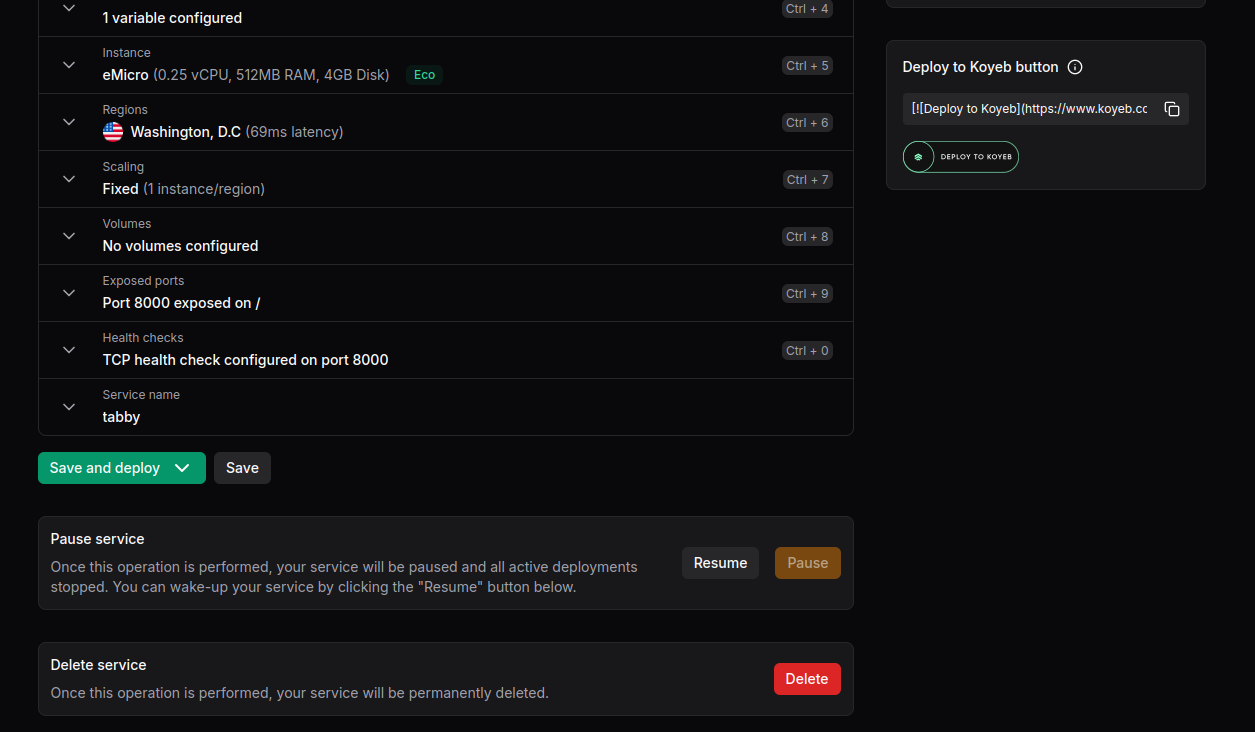 1 variable configured
Ctrl + 4
Instance
eMicro (0.25 vCPU, 512MB RAM, 4GB Disk) Eco
Ctrl + 5
Regions
Washington, D.C (69ms latency)
Ctrl + 6
Scaling
Fixed (1 instance/region)
Ctrl + 7
Volumes
No volumes configured
Ctrl + 8
Exposed ports
Port 8000 exposed on /
Ctrl + 9
Health checks
TCP health check configured on port 8000
Ctrl + 0
Service name
tabby
Save and deploy
Save
Pause service
Once this operation is performed, your service will be paused and all active deployments
stopped. You can wake-up your service by clicking the "Resume" button below.
Resume
Pause
Delete service
Once this operation is performed, your service will be permanently deleted.
Delete
Deploy to Koyeb button
[![Deploy to Koyeb](https://www.koyeb.cc
DEPLOY TO KOYEB